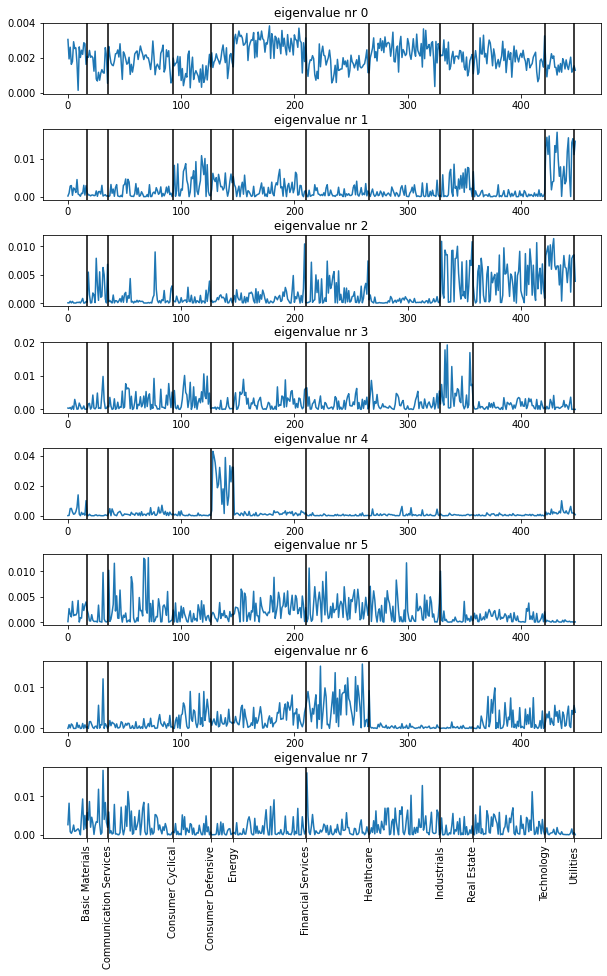 eigenvalue nr 0
0.004
0.002
0.000
0 200 300 400
eigenvalue nr 1
0.01
0.00
0 100 200 300 400
eigenvalue nr 2
0.010
0.005
0.000
0 100 200 300 400
eigenvalue nr 3
0.02
0.01
0.00
0 100 200 300 400
eigenvalue nr 4
0.04
0.02
0.00
0 100 200 300 400
eigenvalue nr 5
0.010
0.005
0.000
0 100 200 300 400
eigenvalue nr 6
0.01
0.00
0 100 200 300 400
eigenvalue nr 7
0.01
0.00
Basic Materials
Communication Services
Consumer Cyclical
Consumer Defensive
Energy
Financial Services
Healthcare
Industrials
Real Estate
Technology
Utilities